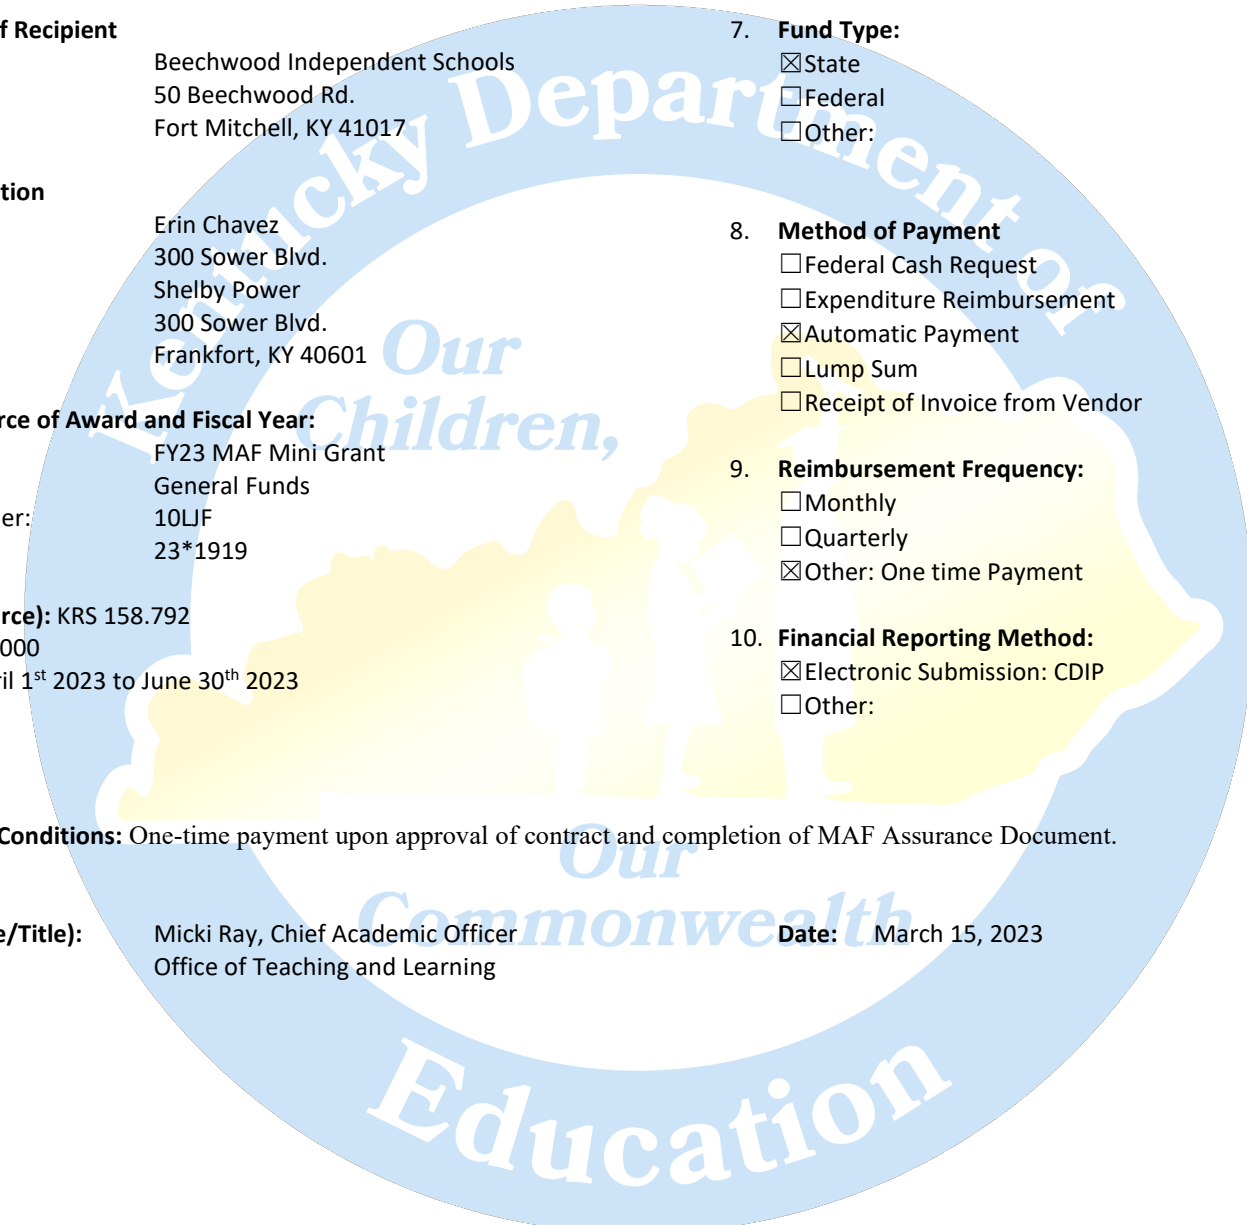 f Recipient
Beechwood Independent Schools
50 Beechwood Rd.
Fort Mitchell, KY 41017
tion
Erin Chavez
300 Sower Blvd.
Shelby Power
300 Sower Blvd.
Frankfort, KY 40601
rce of Award and Fiscal Year:
FY23 MAF Mini Grant
General Funds
er: 10LJF
23*1919
rce): KRS 158.792
000
ril 1st 2023 to June 30th 2023
7. Fund Type:
☒State
☐Federal
☐Other:
8. Method of Payment
☐Federal Cash Request
☐Expenditure Reimbursement
☒Automatic Payment
☐Lump Sum
☐Receipt of Invoice from Vendor
9. Reimbursement Frequency:
☐Monthly
☐Quarterly
☒Other: One time Payment
10. Financial Reporting Method:
☒Electronic Submission: CDIP
☐Other:
Conditions: One-time payment upon approval of contract and completion of MAF Assurance Document.
e/Title): Micki Ray, Chief Academic Officer Date: March 15, 2023
Office of Teaching and Learning
Kentucky Department of
Education
Our
Children,
Our
Commonwealth